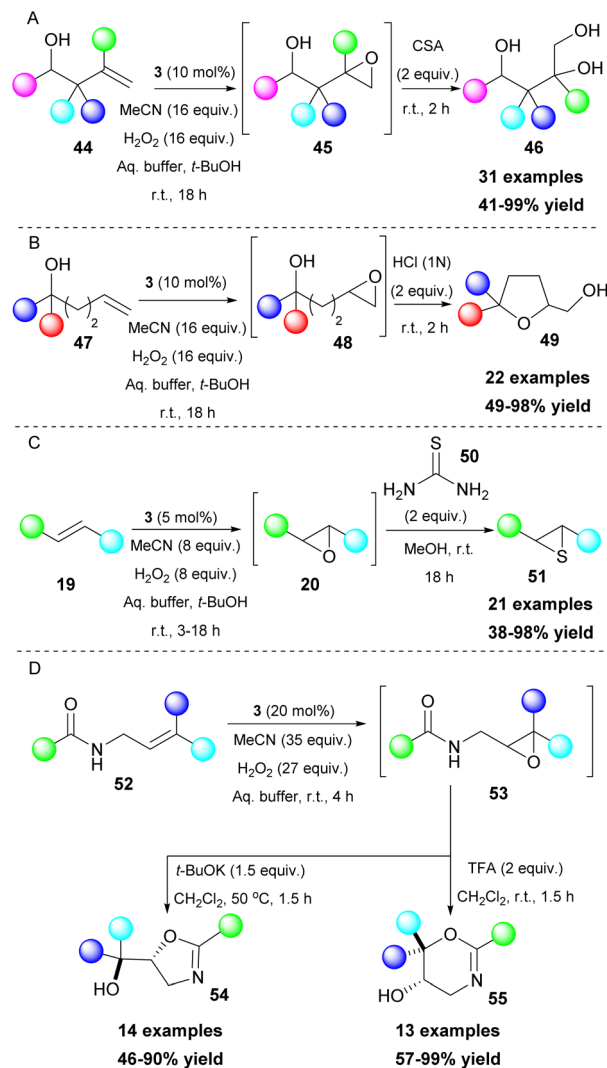 A
OH
3 (10 mol%)
MeCN (16 equiv.)
H2O2 (16 equiv.)
Aq. buffer, t-BuOH
r.t., 18 h
44
OH
O
45
CSA
(2 equiv.)
r.t., 2 h
OH
HO
OH
46
31 examples
41-99% yield
B
OH
2
47
3 (10 mol%)
MeCN (16 equiv.)
H2O2 (16 equiv.)
Aq. buffer, t-BuOH
r.t., 18 h
OH
O
2
48
HCl (1N)
(2 equiv.)
r.t., 2 h
O
OH
49
22 examples
49-98% yield
C
19
3 (5 mol%)
MeCN (8 equiv.)
H2O2 (8 equiv.)
Aq. buffer, t-BuOH
r.t., 3-18 h
O
20
S
50
H2N
NH2
(2 equiv.)
MeOH, r.t.
18 h
S
51
21 examples
38-98% yield
D
O
N
H
52
3 (20 mol%)
MeCN (35 equiv.)
H2O2 (27 equiv.)
Aq. buffer, r.t., 4 h
O
N
H
O
53
t-BuOK (1.5 equiv.)
CH2Cl2, 50 °C, 1.5 h
TFA (2 equiv.)
CH2Cl2, r.t., 1.5 h
O
N
HO
54
14 examples
46-90% yield
O
N
HO
55
13 examples
57-99% yield